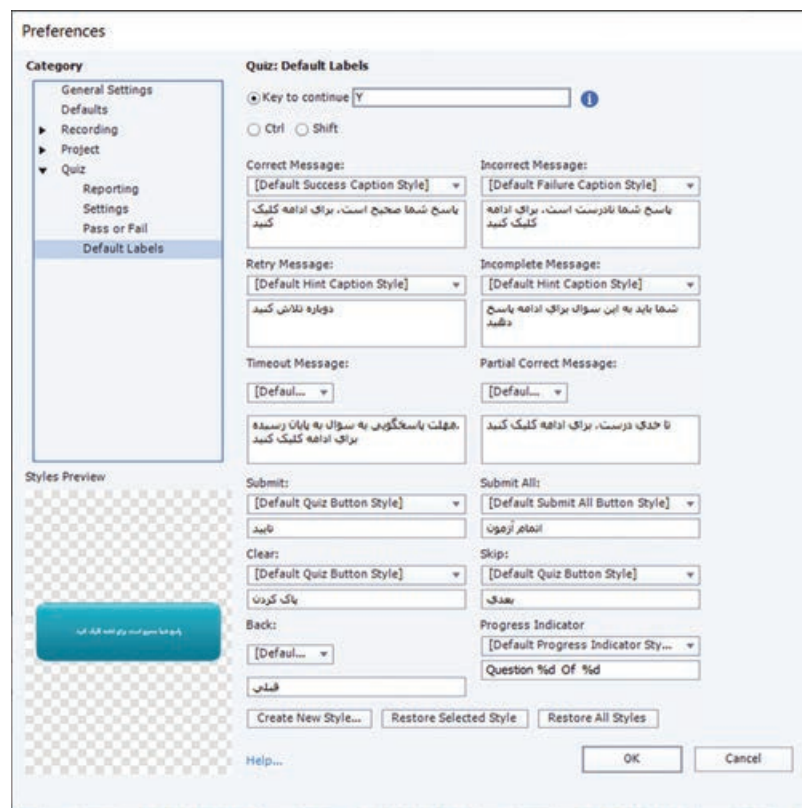 Preferences
Category
General Settings
Defaults
Recording
Project
Quiz
Reporting
Settings
Pass or Fail
Default Labels
Quiz: Default Labels
Key to continue Y
Ctrl Shift
Correct Message:
[Default Success Caption Style]
پاسخ شما صحیح است، برای ادامه کلیک
کنید
Incorrect Message:
[Default Failure Caption Style]
پاسخ شما نادرست است، برای ادامه
کلیک کنید
Retry Message:
[Default Hint Caption Style]
دوباره تلاش کنید
Incomplete Message:
[Default Hint Caption Style]
شما باید به این سوال برای ادامه پاسخ
دهید
Timeout Message:
[Defaul...
مهلت پاسخگویی به سوال به پایان رسیده،
برای ادامه کلیک کنید
Partial Correct Message:
[Defaul...
تا حدی درست، برای ادامه کلیک کنید
Submit:
[Default Quiz Button Style]
تایید
Submit All:
[Default Submit All Button Style]
اتمام آزمون
Clear:
[Default Quiz Button Style]
پاک کردن
Skip:
[Default Quiz Button Style]
بعدی
Back:
[Defaul...
قبلی
Progress Indicator
[Default Progress Indicator Sty...
Question %d Of %d
Styles Preview
پاسخ شما صحیح است، برای ادامه کلیک کنید
Create New Style... Restore Selected Style Restore All Styles
Help...
OK Cancel